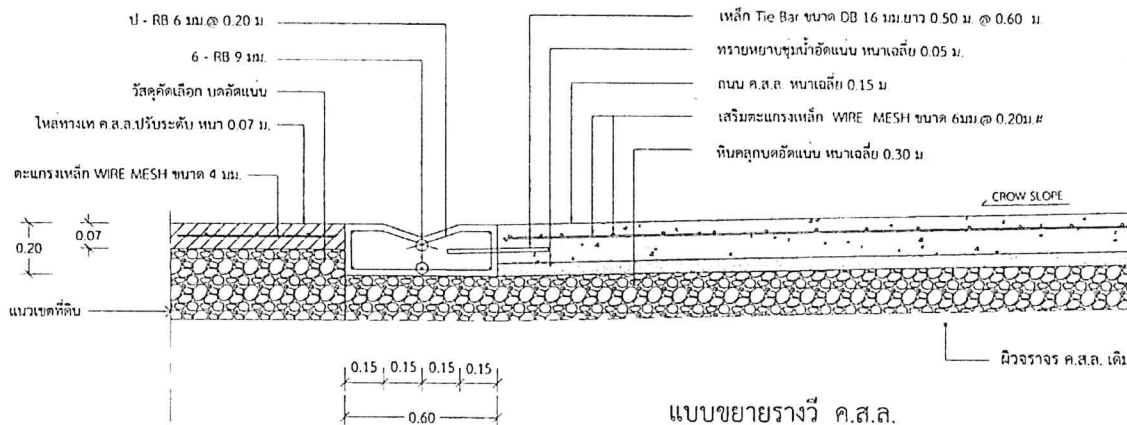 ป - RB 6 มม.@ 0.20 ม.
6 - RB 9 มม.
วัสดุคัดเลือก บดอัดแน่น
ไหล่ทางเท ค.ส.ล.ปรับระดับ หนา 0.07 ม.
ตะแกรงเหล็ก WIRE MESH ขนาด 4 มม.
เหล็ก Tie Bar ขนาด DB 16 มม.ยาว 0.50 ม. @ 0.60 ม.
ทรายหยาบชุ่มน้ำอัดแน่น หนาเฉลี่ย 0.05 ม.
ถนน ค.ส.ล. หนาเฉลี่ย 0.15 ม.
เสริมตะแกรงเหล็ก WIRE MESH ขนาด 6มม.@ 0.20ม.#
หินคลุกบดอัดแน่น หนาเฉลี่ย 0.30 ม
CROW SLOPE
0.20
0.07
แนวเขตที่ดิน
ผิวจราจร ค.ส.ล. เดิม
0.15 0.15 0.15 0.15
0.60
แบบขยายรางวี ค.ส.ล.